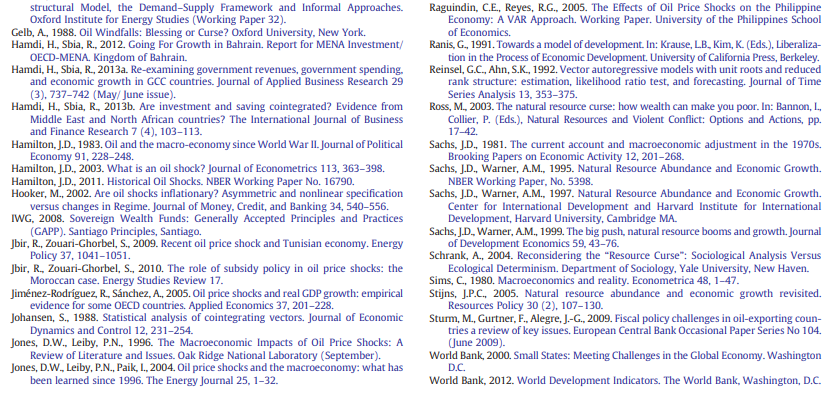 structural Model, the Demand–Supply Framework and Informal Approaches.
Oxford Institute for Energy Studies (Working Paper 32).
Gelb, A., 1988. Oil Windfalls: Blessing or Curse? Oxford University, New York.
Hamdi, H., Sbia, R., 2012. Going For Growth in Bahrain. Report for MENA Investment/
OECD-MENA. Kingdom of Bahrain.
Hamdi, H., Sbia, R., 2013a. Re-examining government revenues, government spending,
and economic growth in GCC countries. Journal of Applied Business Research 29
(3), 737–742 (May/ June issue).
Hamdi, H., Sbia, R., 2013b. Are investment and saving cointegrated? Evidence from
Middle East and North African countries? The International Journal of Business
and Finance Research 7 (4), 103–113.
Hamilton, J.D., 1983. Oil and the macro-economy since World War II. Journal of Political
Economy 91, 228–248.
Hamilton, J.D., 2003. What is an oil shock? Journal of Econometrics 113, 363–398.
Hamilton, J.D., 2011. Historical Oil Shocks. NBER Working Paper No. 16790.
Hooker, M., 2002. Are oil shocks inflationary? Asymmetric and nonlinear specification
versus changes in Regime. Journal of Money, Credit, and Banking 34, 540–556.
IWG, 2008. Sovereign Wealth Funds: Generally Accepted Principles and Practices
(GAPP). Santiago Principles, Santiago.
Jbir, R., Zouari-Ghorbel, S., 2009. Recent oil price shock and Tunisian economy. Energy
Policy 37, 1041–1051.
Jbir, R., Zouari-Ghorbel, S., 2010. The role of subsidy policy in oil price shocks: the
Moroccan case. Energy Studies Review 17.
Jiménez-Rodríguez, R., Sánchez, A., 2005. Oil price shocks and real GDP growth: empirical
evidence for some OECD countries. Applied Economics 37, 201–228.
Johansen, S., 1988. Statistical analysis of cointegrating vectors. Journal of Economic
Dynamics and Control 12, 231–254.
Jones, D.W., Leiby, P.N., 1996. The Macroeconomic Impacts of Oil Price Shocks: A
Review of Literature and Issues. Oak Ridge National Laboratory (September).
Jones, D.W., Leiby, P.N., Paik, I., 2004. Oil price shocks and the macroeconomy: what has
been learned since 1996. The Energy Journal 25, 1–32.
Raguindin, C.E., Reyes, R.G., 2005. The Effects of Oil Price Shocks on the Philippine
Economy: A VAR Approach. Working Paper. University of the Philippines School
of Economics.
Ranis, G., 1991. Towards a model of development. In: Krause, L.B., Kim, K. (Eds.), Liberaliza-
tion in the Process of Economic Development. University of California Press, Berkeley.
Reinsel, G.C., Ahn, S.K., 1992. Vector autoregressive models with unit roots and reduced
rank structure: estimation, likelihood ratio test, and forecasting. Journal of Time
Series Analysis 13, 353–375.
Ross, M., 2003. The natural resource curse: how wealth can make you poor. In: Bannon, I.,
Collier, P. (Eds.), Natural Resources and Violent Conflict: Options and Actions, pp.
17–42.
Sachs, J.D., 1981. The current account and macroeconomic adjustment in the 1970s.
Brooking Papers on Economic Activity 12, 201–268.
Sachs, J.D., Warner, A.M., 1995. Natural Resource Abundance and Economic Growth.
NBER Working Paper, No. 5398.
Sachs, J.D., Warner, A.M., 1997. Natural Resource Abundance and Economic Growth.
Center for International Development and Harvard Institute for International
Development, Harvard University, Cambridge MA.
Sachs, J.D., Warner, A.M., 1999. The big push, natural resource booms and growth. Journal
of Development Economics 59, 43–76.
Schrank, A., 2004. Reconsidering the “Resource Curse”: Sociological Analysis Versus
Ecological Determinism. Department of Sociology, Yale University, New Haven.
Sims, C., 1980. Macroeconomics and reality. Econometrica 48, 1–47.
Stijns, J.P.C., 2005. Natural resource abundance and economic growth revisited.
Resources Policy 30 (2), 107–130.
Sturm, M., Gurtner, F., Alegre, J.-G., 2009. Fiscal policy challenges in oil-exporting coun-
tries a review of key issues. European Central Bank Occasional Paper Series No 104.
(June 2009).
World Bank, 2000. Small States: Meeting Challenges in the Global Economy. Washington
D.C.
World Bank, 2012. World Development Indicators. The World Bank, Washington, D.C.